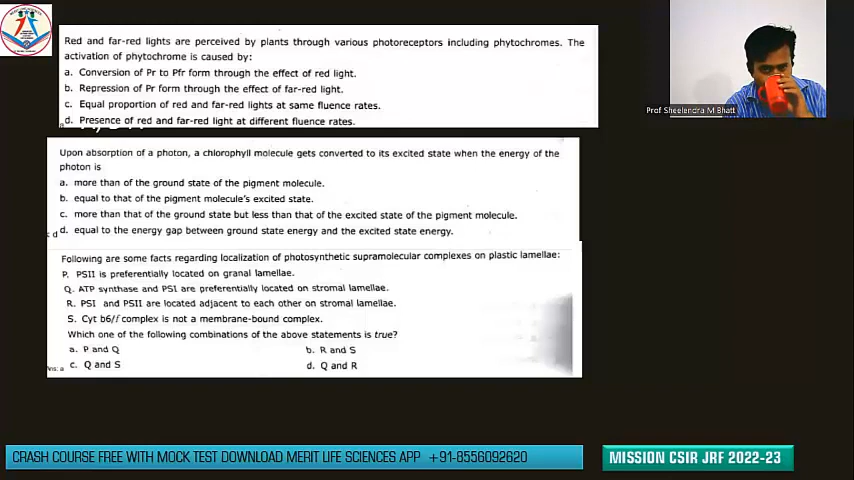 Red and far-red lights are perceived by plants through various photoreceptors including phytochromes. The
activation of phytochrome is caused by:
a. Conversion of Pr to Pfr form through the effect of red light.
b. Repression of Pr form through the effect of far-red light.
c. Equal proportion of red and far-red lights at same fluence rates.
d. Presence of red and far-red light at different fluence rates.
Prof Sheelendra M Bhatt
Upon absorption of a photon, a chlorophyll molecule gets converted to its excited state when the energy of the
photon is
a. more than of the ground state of the pigment molecule.
b. equal to that of the pigment molecule's excited state.
c. more than that of the ground state but less than that of the excited state of the pigment molecule.
d d. equal to the energy gap between ground state energy and the excited state energy.
Following are some facts regarding localization of photosynthetic supramolecular complexes on plastic lamellae:
P. PSII is preferentially located on granal lamellae.
Q. ATP synthase and PSI are preferentially located on stromal lamellae.
R. PSI and PSII are located adjacent to each other on stromal lamellae.
S. Cyt b6/f complex is not a membrane-bound complex.
Which one of the following combinations of the above statements is true?
a. P and Q b. R and S
c. Q and S d. Q and R
CRASH COURSE FREE WITH MOCK TEST DOWNLOAD MERIT LIFE SCIENCES APP +91-8556092620
MISSION CSIR JRF 2022-23